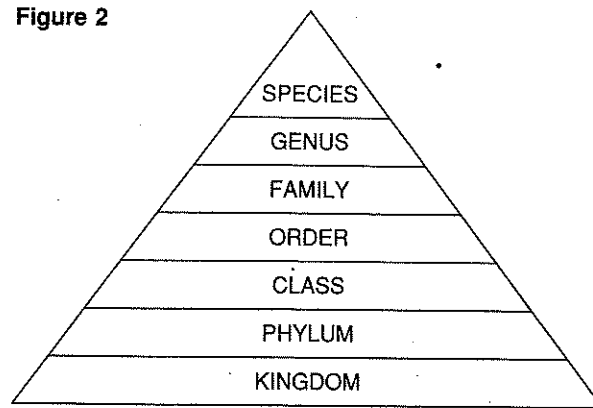 Figure 2
SPECIES
GENUS
FAMILY
ORDER
CLASS
PHYLUM
KINGDOM